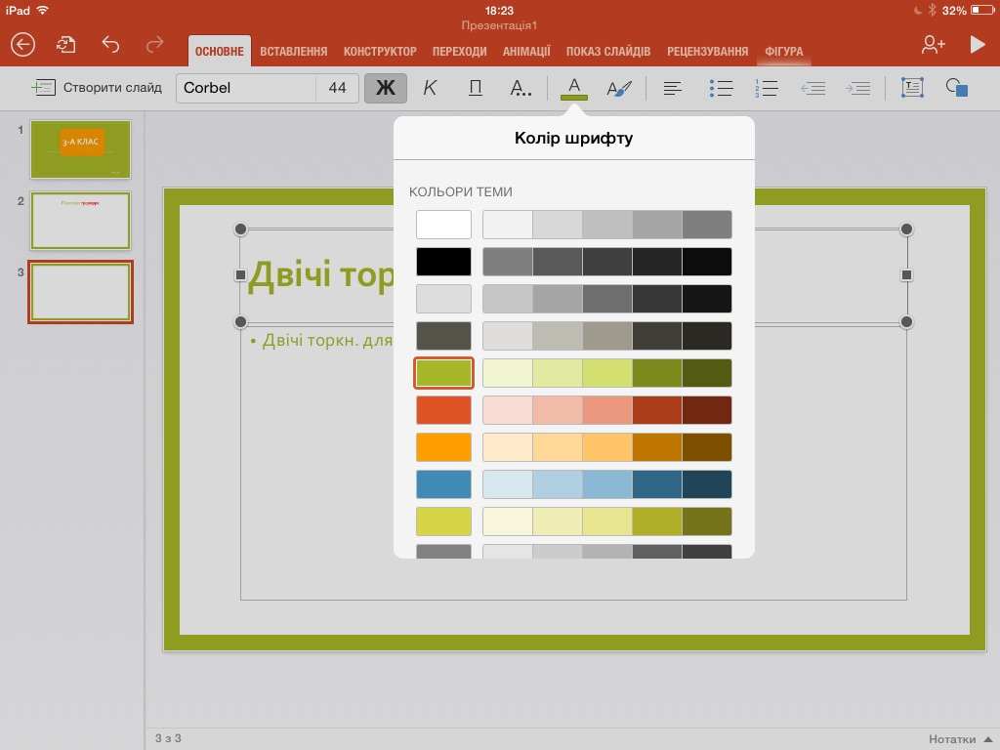 iPad 18:23 32%
Презентація1
ОСНОВНЕ ВСТАВЛЕННЯ КОНСТРУКТОР ПЕРЕХОДИ АНІМАЦІЇ ПОКАЗ СЛАЙДІВ РЕЦЕНЗУВАННЯ ФІГУРА
Створити слайд Corbel 44 Ж К П А.. А А
Колір шрифту
КОЛЬОРИ ТЕМИ
1
3-А КЛАС
2
3
Двічі тор
• Двічі торкн. для
3 з 3 Нотатки